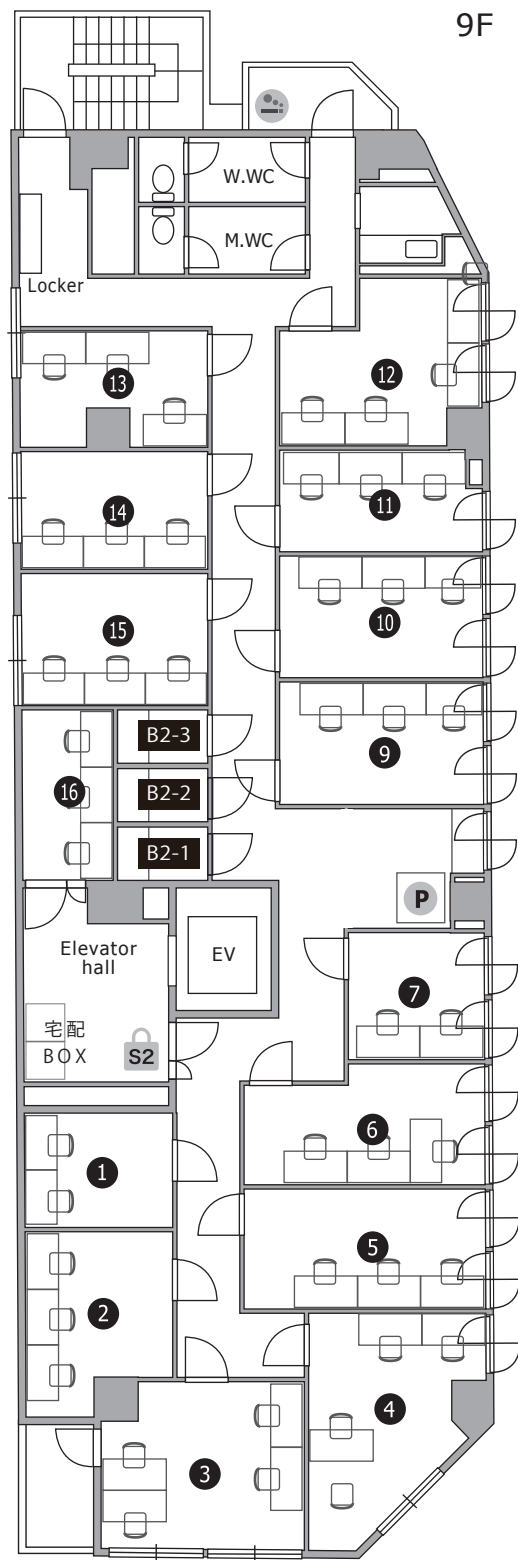 9F
W.WC
M.WC
Locker
12
13
11
14
10
15
9
B2-3
16
B2-2
B2-1
P
Elevator
hall
EV
7
宅配
BOX
S2
6
1
5
2
4
3